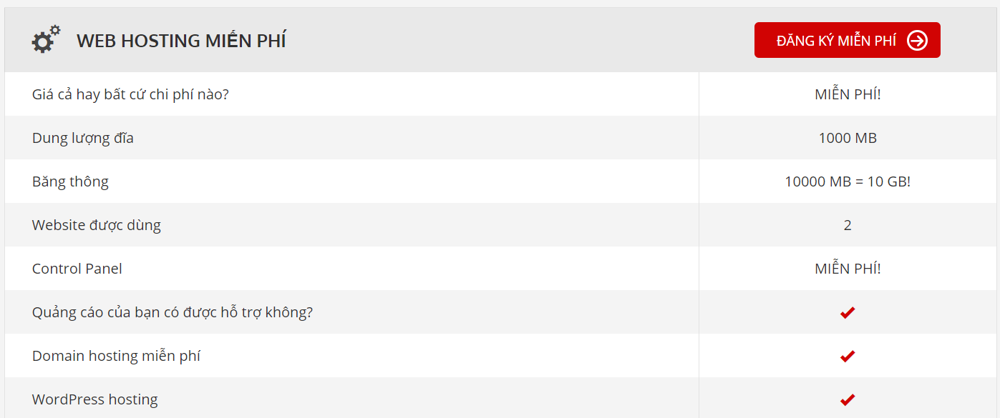 WEB HOSTING MIẾN PHÍ
ĐĂNG KÝ MIỄN PHÍ
Giá cả hay bất cứ chi phí nào?
MIỄN PHÍ!
Dung lượng đĩa
1000 MB
Băng thông
10000 MB = 10 GB!
Website được dùng
2
Control Panel
MIỄN PHÍ!
Quảng cáo của bạn có được hỗ trợ không?
Domain hosting miễn phí
WordPress hosting